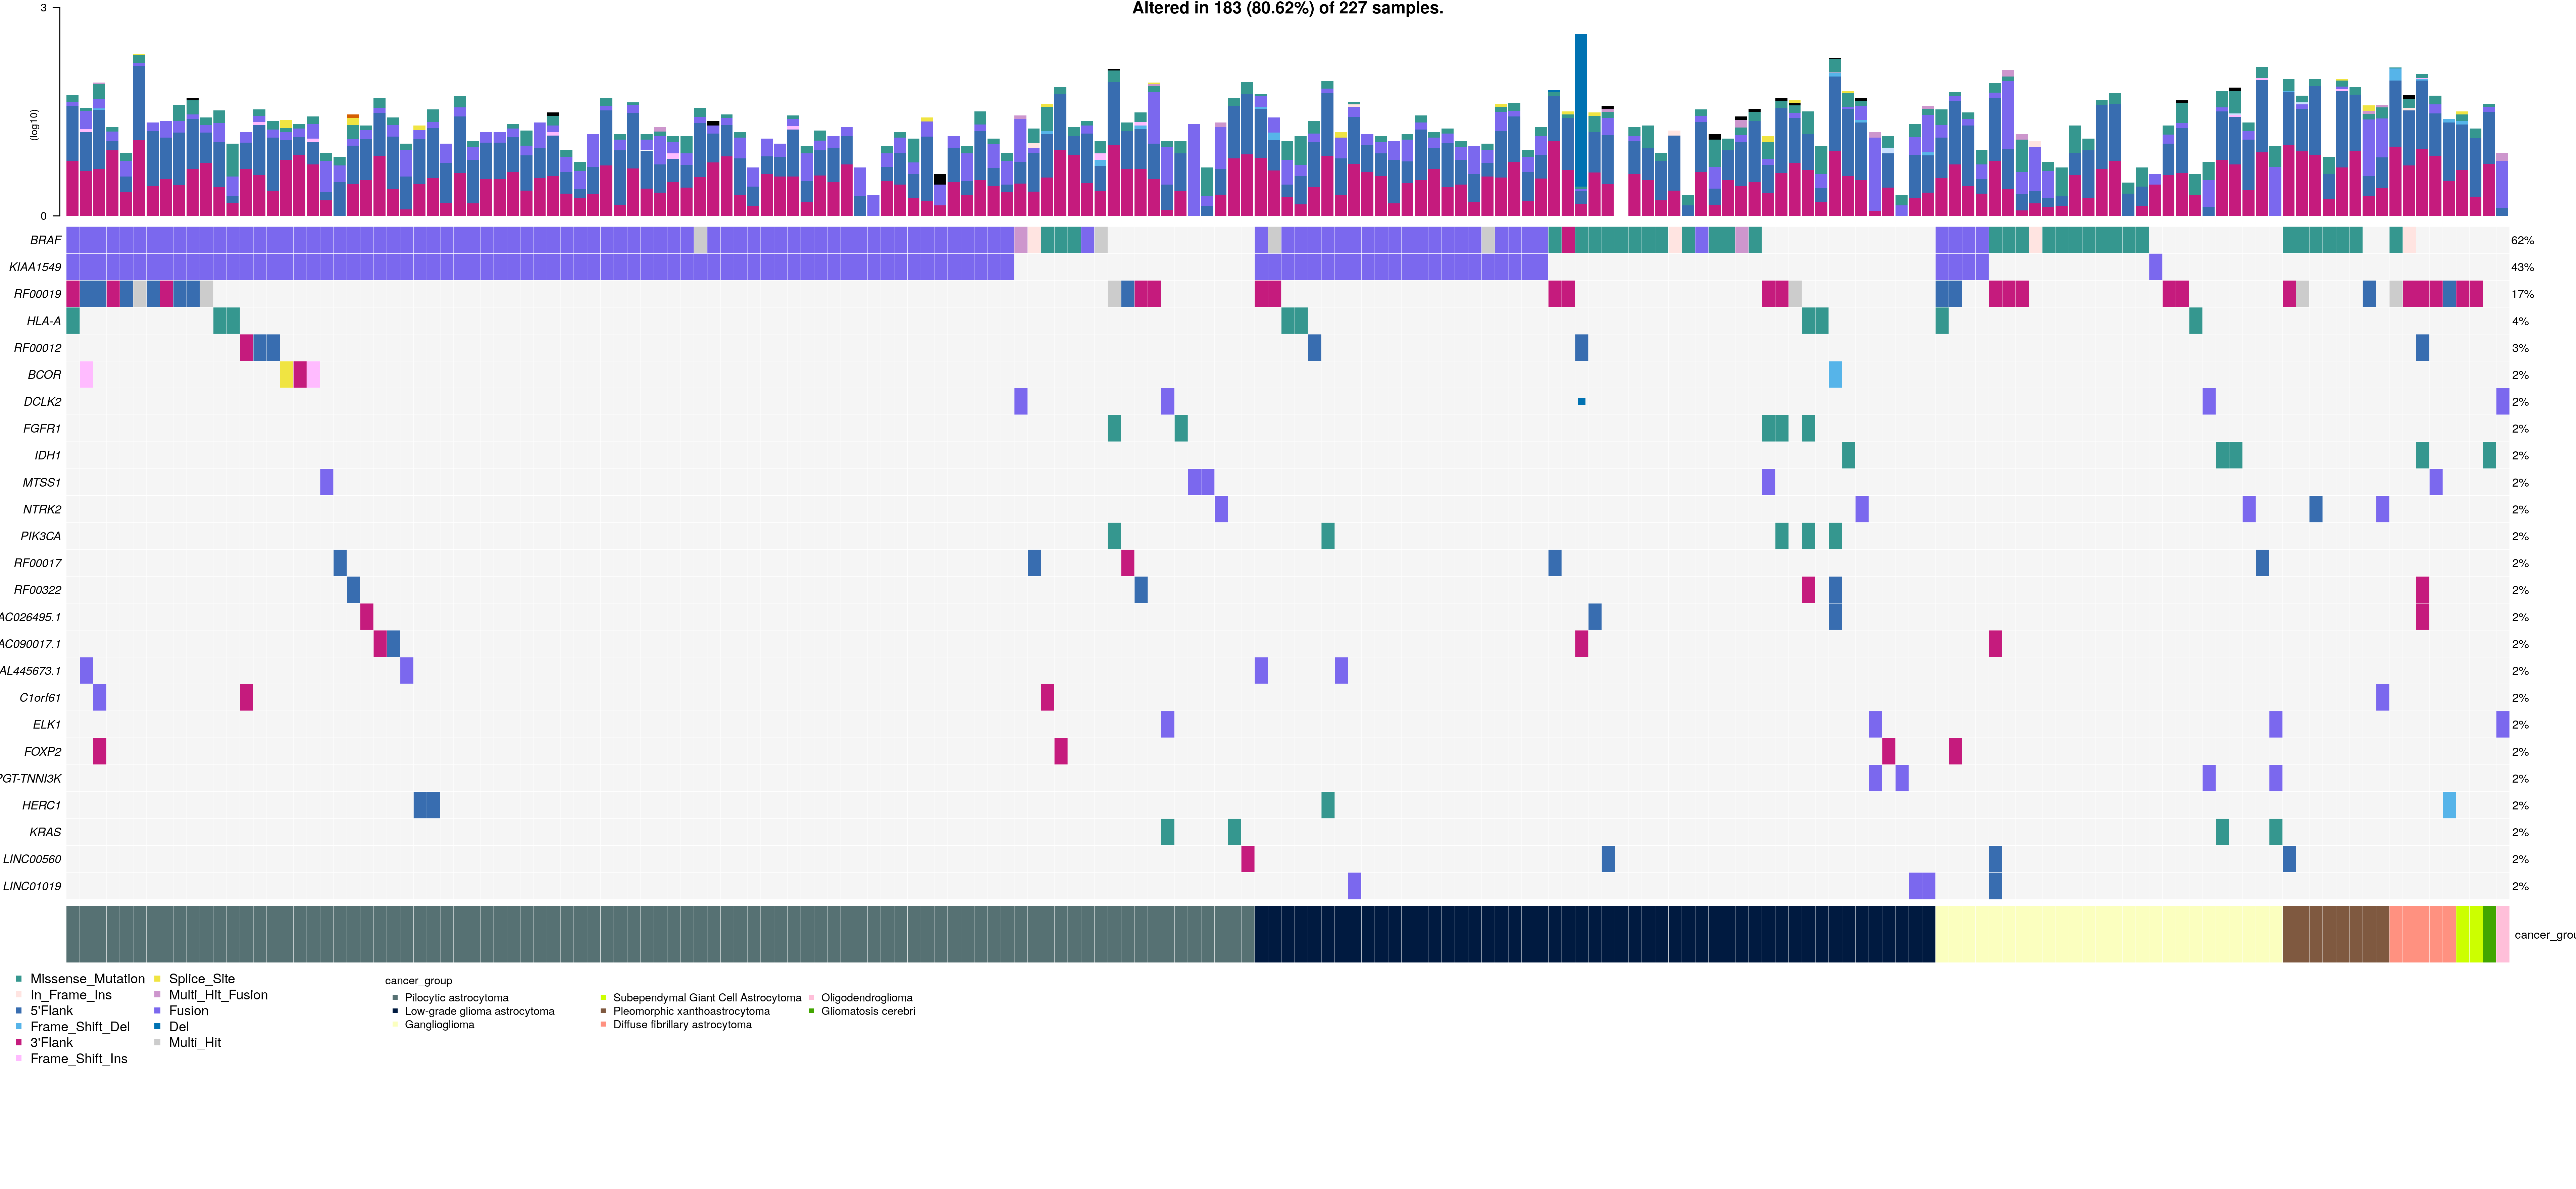 Altered in 183 (80.62%) of 227 samples.
3
(log10)
0
BRAF 62%
KIAA1549 43%
RF00019 17%
HLA-A 4%
RF00012 3%
BCOR 2%
DCLK2 2%
FGFR1 2%
IDH1 2%
MTSS1 2%
NTRK2 2%
PIK3CA 2%
RF00017 2%
RF00322 2%
AC026495.1 2%
AC090017.1 2%
AL445673.1 2%
C1orf61 2%
ELK1 2%
FOXP2 2%
PGT-TNNI3K 2%
HERC1 2%
KRAS 2%
LINC00560 2%
LINC01019 2%
cancer_grou
Missense_Mutation
In_Frame_Ins
5'Flank
Frame_Shift_Del
3'Flank
Frame_Shift_Ins
Splice_Site
Multi_Hit_Fusion
Fusion
Del
Multi_Hit
cancer_group
Pilocytic astrocytoma
Low-grade glioma astrocytoma
Ganglioglioma
Subependymal Giant Cell Astrocytoma
Pleomorphic xanthoastrocytoma
Diffuse fibrillary astrocytoma
Oligodendroglioma
Gliomatosis cerebri